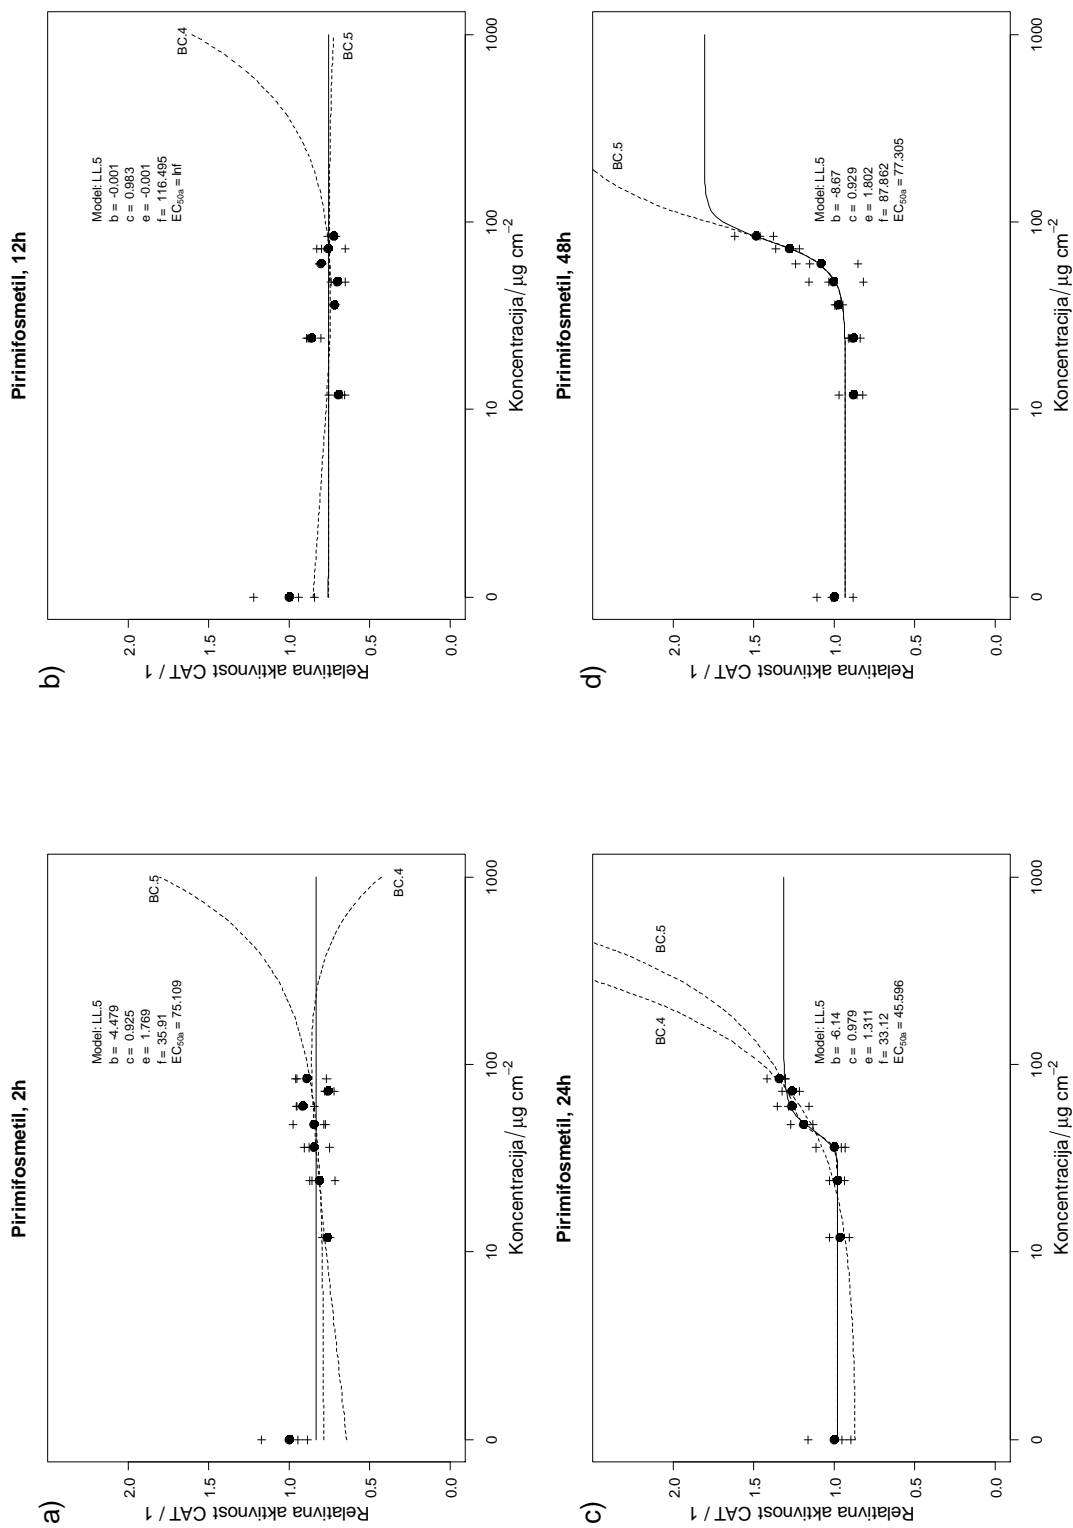 a)
Pirimifosmetil, 2h
Relativna aktivnost CAT / 1
2.0
1.5
1.0
0.5
0.0
BC.5
BC.4
Model: LL.5
b = -4.479
c = 0.925
e = 1.769
f = 35.91
EC50a = 75.109
0 10 100 1000
Koncentracija/ μg cm−2
b)
Pirimifosmetil, 12h
Relativna aktivnost CAT / 1
2.0
1.5
1.0
0.5
0.0
BC.4
BC.5
Model: LL.5
b = -0.001
c = 0.983
e = -0.001
f = 116.495
EC50a = Inf
0 10 100 1000
Koncentracija/ μg cm−2
c)
Pirimifosmetil, 24h
Relativna aktivnost CAT / 1
2.0
1.5
1.0
0.5
0.0
BC.4
BC.5
Model: LL.5
b = -6.14
c = 0.979
e = 1.311
f = 33.12
EC50a = 45.596
0 10 100 1000
Koncentracija/ μg cm−2
d)
Pirimifosmetil, 48h
Relativna aktivnost CAT / 1
2.0
1.5
1.0
0.5
0.0
BC.5
Model: LL.5
b = -8.67
c = 0.929
e = 1.802
f = 87.862
EC50a = 77.305
0 10 100 1000
Koncentracija/ μg cm−2